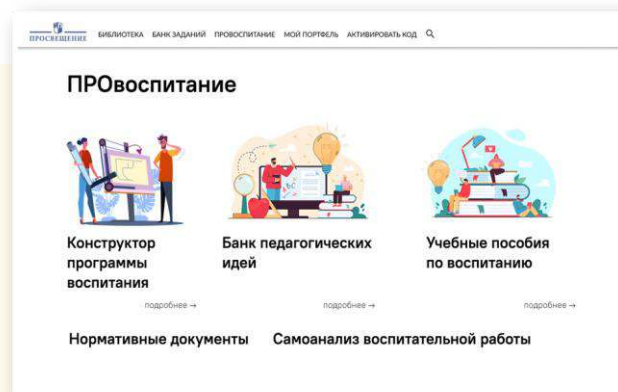 ПРОСВЕЩЕНИЕ БИБЛИОТЕКА БАНК ЗАДАНИЙ ПРОВОСПИТАНИЕ МОЙ ПОРТФЕЛЬ АКТИВИРОВАТЬ КОД
ПРОвоспитание
Конструктор
программы
воспитания
подробнее →
Банк педагогических
идей
подробнее →
Учебные пособия
по воспитанию
подробнее →
Нормативные документы
Самоанализ воспитательной работы